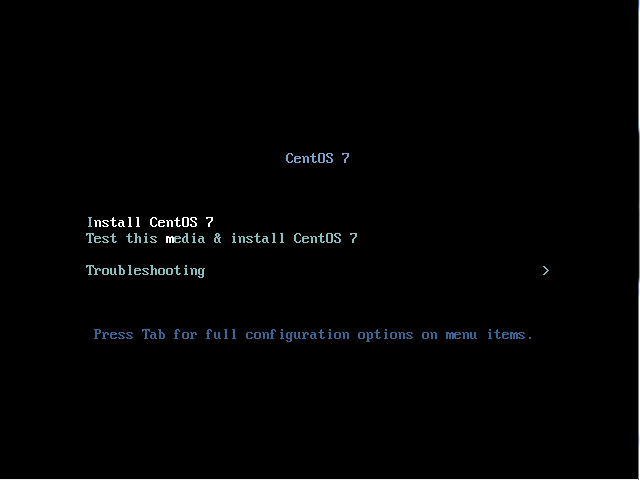 CentOS 7
Install CentOS 7
Test this media & install CentOS 7
Troubleshooting >
Press Tab for full configuration options on menu items.